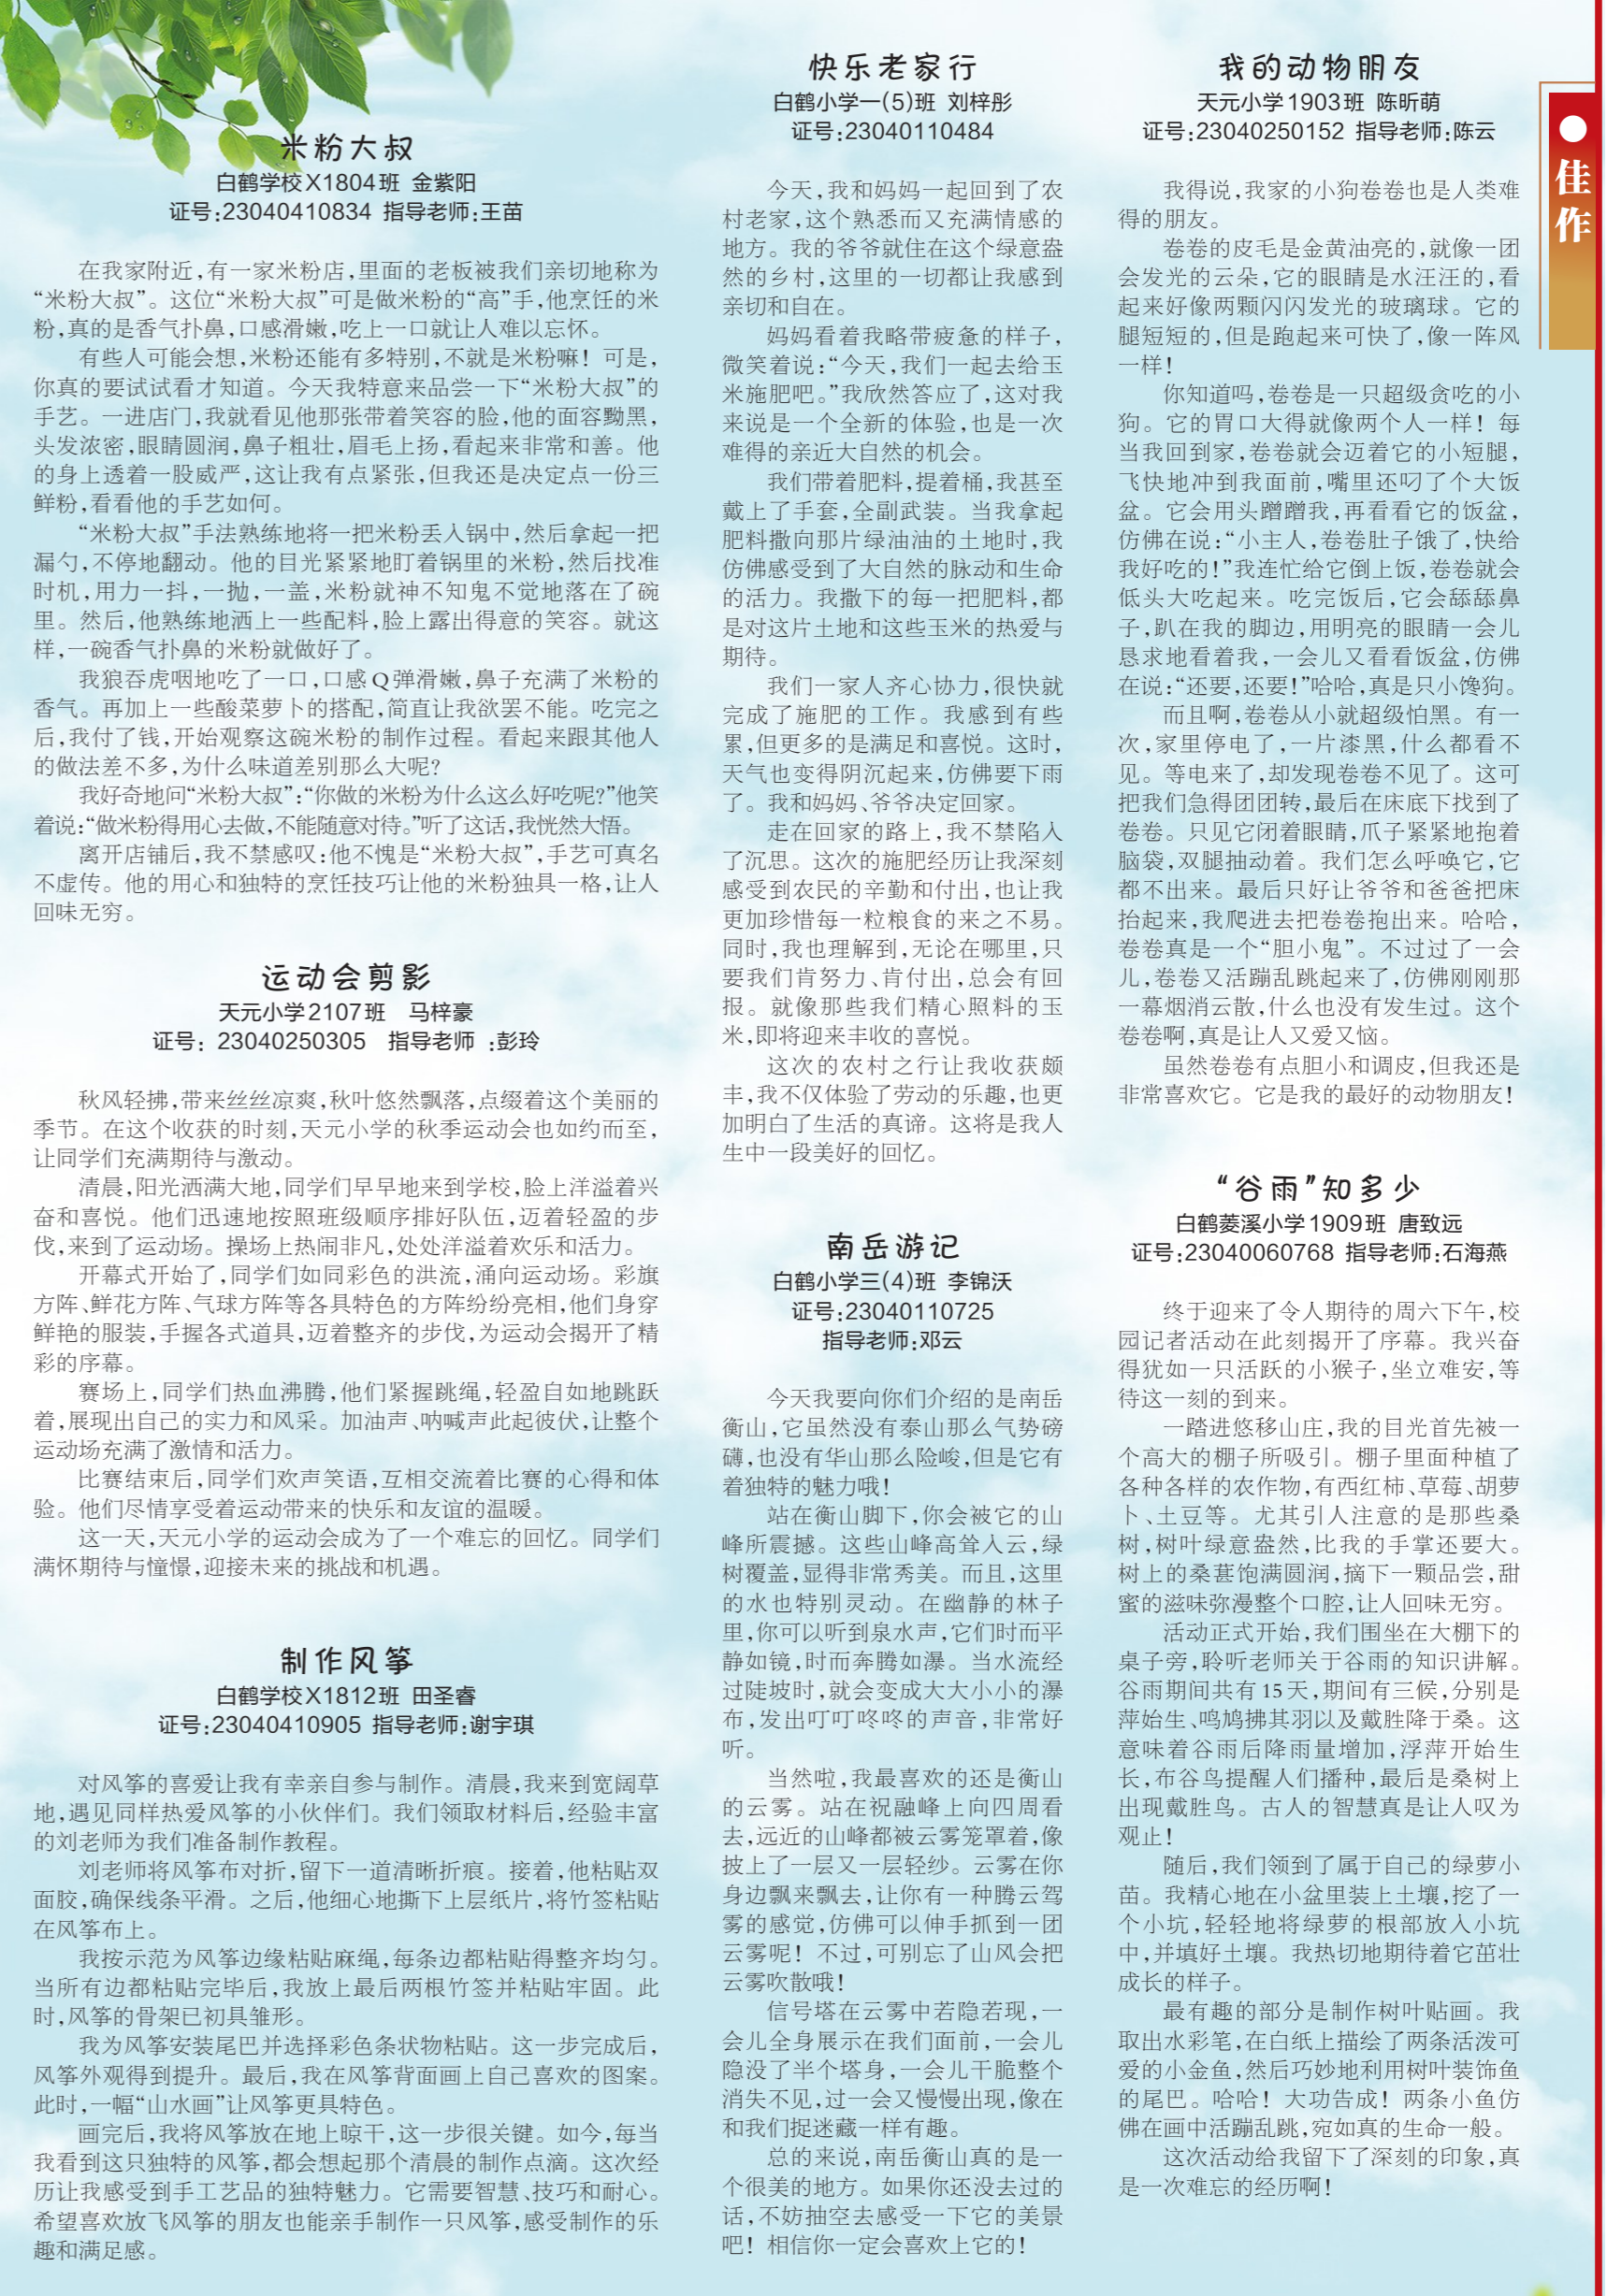 米粉大叔
白鹤学校X1804班 金紫阳
证号:23040410834 指导老师:王苗
在我家附近,有一家米粉店,里面的老板被我们亲切地称为
“米粉大叔”。这位“米粉大叔”可是做米粉的“高”手,他烹饪的米
粉,真的是香气扑鼻,口感滑嫩,吃上一口就让人难以忘怀。
有些人可能会想,米粉还能有多特别,不就是米粉嘛！可是,
你真的要试试看才知道。今天我特意来品尝一下“米粉大叔”的
手艺。一进店门,我就看见他那张带着笑容的脸,他的面容黝黑,
头发浓密,眼睛圆润,鼻子粗壮,眉毛上扬,看起来非常和善。他
的身上透着一股威严,这让我有点紧张,但我还是决定点一份三
鲜粉,看看他的手艺如何。
“米粉大叔”手法熟练地将一把米粉丢入锅中,然后拿起一把
漏勺,不停地翻动。他的目光紧紧地盯着锅里的米粉,然后找准
时机,用力一抖,一抛,一盖,米粉就神不知鬼不觉地落在了碗
里。然后,他熟练地洒上一些配料,脸上露出得意的笑容。就这
样,一碗香气扑鼻的米粉就做好了。
我狼吞虎咽地吃了一口,口感Q弹滑嫩,鼻子充满了米粉的
香气。再加上一些酸菜萝卜的搭配,简直让我欲罢不能。吃完之
后,我付了钱,开始观察这碗米粉的制作过程。看起来跟其他人
的做法差不多,为什么味道差别那么大呢?
我好奇地问“米粉大叔”:“你做的米粉为什么这么好吃呢?”他笑
着说:“做米粉得用心去做,不能随意对待。”听了这话,我恍然大悟。
离开店铺后,我不禁感叹:他不愧是“米粉大叔”,手艺可真名
不虚传。他的用心和独特的烹饪技巧让他的米粉独具一格,让人
回味无穷。
运动会剪影
天元小学2107班 马梓豪
证号: 23040250305 指导老师 :彭玲
秋风轻拂,带来丝丝凉爽,秋叶悠然飘落,点缀着这个美丽的
季节。在这个收获的时刻,天元小学的秋季运动会也如约而至,
让同学们充满期待与激动。
清晨,阳光洒满大地,同学们早早地来到学校,脸上洋溢着兴
奋和喜悦。他们迅速地按照班级顺序排好队伍,迈着轻盈的步
伐,来到了运动场。操场上热闹非凡,处处洋溢着欢乐和活力。
开幕式开始了,同学们如同彩色的洪流,涌向运动场。彩旗
方阵、鲜花方阵、气球方阵等各具特色的方阵纷纷亮相,他们身穿
鲜艳的服装,手握各式道具,迈着整齐的步伐,为运动会揭开了精
彩的序幕。
赛场上,同学们热血沸腾,他们紧握跳绳,轻盈自如地跳跃
着,展现出自己的实力和风采。加油声、呐喊声此起彼伏,让整个
运动场充满了激情和活力。
比赛结束后,同学们欢声笑语,互相交流着比赛的心得和体
验。他们尽情享受着运动带来的快乐和友谊的温暖。
这一天,天元小学的运动会成为了一个难忘的回忆。同学们
满怀期待与憧憬,迎接未来的挑战和机遇。
制作风筝
白鹤学校X1812班 田圣睿
证号:23040410905 指导老师:谢宇琪
对风筝的喜爱让我有幸亲自参与制作。清晨,我来到宽阔草
地,遇见同样热爱风筝的小伙伴们。我们领取材料后,经验丰富
的刘老师为我们准备制作教程。
刘老师将风筝布对折,留下一道清晰折痕。接着,他粘贴双
面胶,确保线条平滑。之后,他细心地撕下上层纸片,将竹签粘贴
在风筝布上。
我按示范为风筝边缘粘贴麻绳,每条边都粘贴得整齐均匀。
当所有边都粘贴完毕后,我放上最后两根竹签并粘贴牢固。此
时,风筝的骨架已初具雏形。
我为风筝安装尾巴并选择彩色条状物粘贴。这一步完成后,
风筝外观得到提升。最后,我在风筝背面画上自己喜欢的图案。
此时,一幅“山水画”让风筝更具特色。
画完后,我将风筝放在地上晾干,这一步很关键。如今,每当
我看到这只独特的风筝,都会想起那个清晨的制作点滴。这次经
历让我感受到手工艺品的独特魅力。它需要智慧、技巧和耐心。
希望喜欢放飞风筝的朋友也能亲手制作一只风筝,感受制作的乐
趣和满足感。
快乐老家行
白鹤小学一(5)班 刘梓彤
证号:23040110484
今天,我和妈妈一起回到了农
村老家,这个熟悉而又充满情感的
地方。我的爷爷就住在这个绿意盎
然的乡村,这里的一切都让我感到
亲切和自在。
妈妈看着我略带疲惫的样子,
微笑着说:“今天,我们一起去给玉
米施肥吧。”我欣然答应了,这对我
来说是一个全新的体验,也是一次
难得的亲近大自然的机会。
我们带着肥料,提着桶,我甚至
戴上了手套,全副武装。当我拿起
肥料撒向那片绿油油的土地时,我
仿佛感受到了大自然的脉动和生命
的活力。我撒下的每一把肥料,都
是对这片土地和这些玉米的热爱与
期待。
我们一家人齐心协力,很快就
完成了施肥的工作。我感到有些
累,但更多的是满足和喜悦。这时,
天气也变得阴沉起来,仿佛要下雨
了。我和妈妈、爷爷决定回家。
走在回家的路上,我不禁陷入
了沉思。这次的施肥经历让我深刻
感受到农民的辛勤和付出,也让我
更加珍惜每一粒粮食的来之不易。
同时,我也理解到,无论在哪里,只
要我们肯努力、肯付出,总会有回
报。就像那些我们精心照料的玉
米,即将迎来丰收的喜悦。
这次的农村之行让我收获颇
丰,我不仅体验了劳动的乐趣,也更
加明白了生活的真谛。这将是我人
生中一段美好的回忆。
南岳游记
白鹤小学三(4)班 李锦沃
证号:23040110725
指导老师:邓云
今天我要向你们介绍的是南岳
衡山,它虽然没有泰山那么气势磅
礴,也没有华山那么险峻,但是它有
着独特的魅力哦！
站在衡山脚下,你会被它的山
峰所震撼。这些山峰高耸入云,绿
树覆盖,显得非常秀美。而且,这里
的水也特别灵动。在幽静的林子
里,你可以听到泉水声,它们时而平
静如镜,时而奔腾如瀑。当水流经
过陡坡时,就会变成大大小小的瀑
布,发出叮叮咚咚的声音,非常好
听。
当然啦,我最喜欢的还是衡山
的云雾。站在祝融峰上向四周看
去,远近的山峰都被云雾笼罩着,像
披上了一层又一层轻纱。云雾在你
身边飘来飘去,让你有一种腾云驾
雾的感觉,仿佛可以伸手抓到一团
云雾呢！不过,可别忘了山风会把
云雾吹散哦！
信号塔在云雾中若隐若现,一
会儿全身展示在我们面前,一会儿
隐没了半个塔身,一会儿干脆整个
消失不见,过一会又慢慢出现,像在
和我们捉迷藏一样有趣。
总的来说,南岳衡山真的是一
个很美的地方。如果你还没去过的
话,不妨抽空去感受一下它的美景
吧！相信你一定会喜欢上它的！
我的动物朋友
天元小学1903班 陈昕萌
证号:23040250152 指导老师:陈云
我得说,我家的小狗卷卷也是人类难
得的朋友。
卷卷的皮毛是金黄油亮的,就像一团
会发光的云朵,它的眼睛是水汪汪的,看
起来好像两颗闪闪发光的玻璃球。它的
腿短短的,但是跑起来可快了,像一阵风
一样！
你知道吗,卷卷是一只超级贪吃的小
狗。它的胃口大得就像两个人一样！每
当我回到家,卷卷就会迈着它的小短腿,
飞快地冲到我面前,嘴里还叼了个大饭
盆。它会用头蹭蹭我,再看看它的饭盆,
仿佛在说:“小主人,卷卷肚子饿了,快给
我好吃的！”我连忙给它倒上饭,卷卷就会
低头大吃起来。吃完饭后,它会舔舔鼻
子,趴在我的脚边,用明亮的眼睛一会儿
恳求地看着我,一会儿又看看饭盆,仿佛
在说:“还要,还要！”哈哈,真是只小馋狗。
而且啊,卷卷从小就超级怕黑。有一
次,家里停电了,一片漆黑,什么都看不
见。等电来了,却发现卷卷不见了。这可
把我们急得团团转,最后在床底下找到了
卷卷。只见它闭着眼睛,爪子紧紧地抱着
脑袋,双腿抽动着。我们怎么呼唤它,它
都不出来。最后只好让爷爷和爸爸把床
抬起来,我爬进去把卷卷抱出来。哈哈,
卷卷真是一个“胆小鬼”。不过过了一会
儿,卷卷又活蹦乱跳起来了,仿佛刚刚那
一幕烟消云散,什么也没有发生过。这个
卷卷啊,真是让人又爱又恼。
虽然卷卷有点胆小和调皮,但我还是
非常喜欢它。它是我的最好的动物朋友！
“谷雨”知多少
白鹤菱溪小学1909班 唐致远
证号:23040060768 指导老师:石海燕
终于迎来了令人期待的周六下午,校
园记者活动在此刻揭开了序幕。我兴奋
得犹如一只活跃的小猴子,坐立难安,等
待这一刻的到来。
一踏进悠移山庄,我的目光首先被一
个高大的棚子所吸引。棚子里面种植了
各种各样的农作物,有西红柿、草莓、胡萝
卜、土豆等。尤其引人注意的是那些桑
树,树叶绿意盎然,比我的手掌还要大。
树上的桑葚饱满圆润,摘下一颗品尝,甜
蜜的滋味弥漫整个口腔,让人回味无穷。
活动正式开始,我们围坐在大棚下的
桌子旁,聆听老师关于谷雨的知识讲解。
谷雨期间共有15天,期间有三候,分别是
萍始生、鸣鸠拂其羽以及戴胜降于桑。这
意味着谷雨后降雨量增加,浮萍开始生
长,布谷鸟提醒人们播种,最后是桑树上
出现戴胜鸟。古人的智慧真是让人叹为
观止！
随后,我们领到了属于自己的绿萝小
苗。我精心地在小盆里装上土壤,挖了一
个小坑,轻轻地将绿萝的根部放入小坑
中,并填好土壤。我热切地期待着它茁壮
成长的样子。
最有趣的部分是制作树叶贴画。我
取出水彩笔,在白纸上描绘了两条活泼可
爱的小金鱼,然后巧妙地利用树叶装饰鱼
的尾巴。哈哈！大功告成！两条小鱼仿
佛在画中活蹦乱跳,宛如真的生命一般。
这次活动给我留下了深刻的印象,真
是一次难忘的经历啊！
佳作